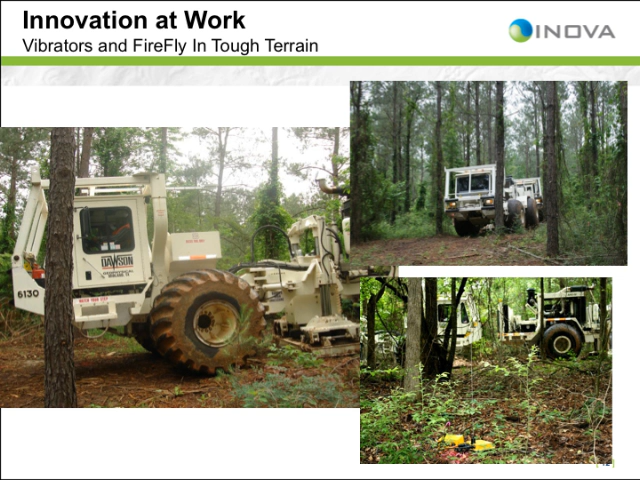 Innovation at Work
Vibrators and FireFly In Tough Terrain
INOVA
DAWSON
6130